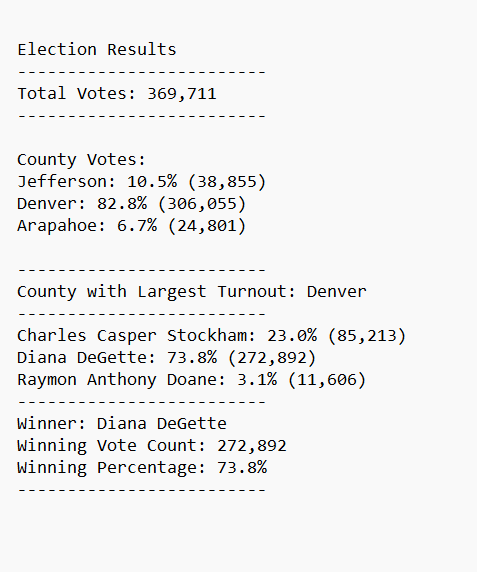 Election Results
-------------------------
Total Votes: 369,711
-------------------------
County Votes:
Jefferson: 10.5% (38,855)
Denver: 82.8% (306,055)
Arapahoe: 6.7% (24,801)
-------------------------
County with Largest Turnout: Denver
-------------------------
Charles Casper Stockham: 23.0% (85,213)
Diana DeGette: 73.8% (272,892)
Raymon Anthony Doane: 3.1% (11,606)
-------------------------
Winner: Diana DeGette
Winning Vote Count: 272,892
Winning Percentage: 73.8%
-------------------------